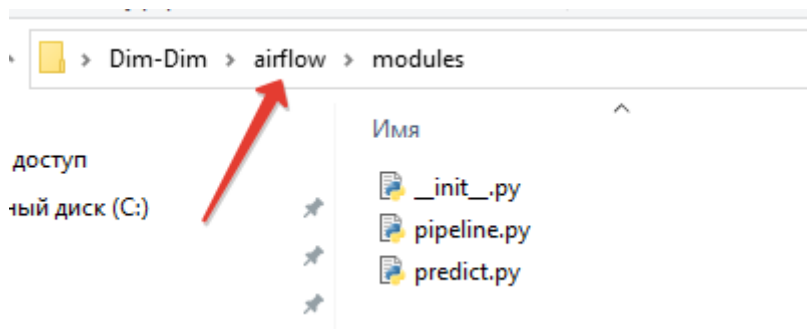 Dim-Dim > airflow > modules
Имя
доступ
ный диск (C:)
__init__.py
pipeline.py
predict.py